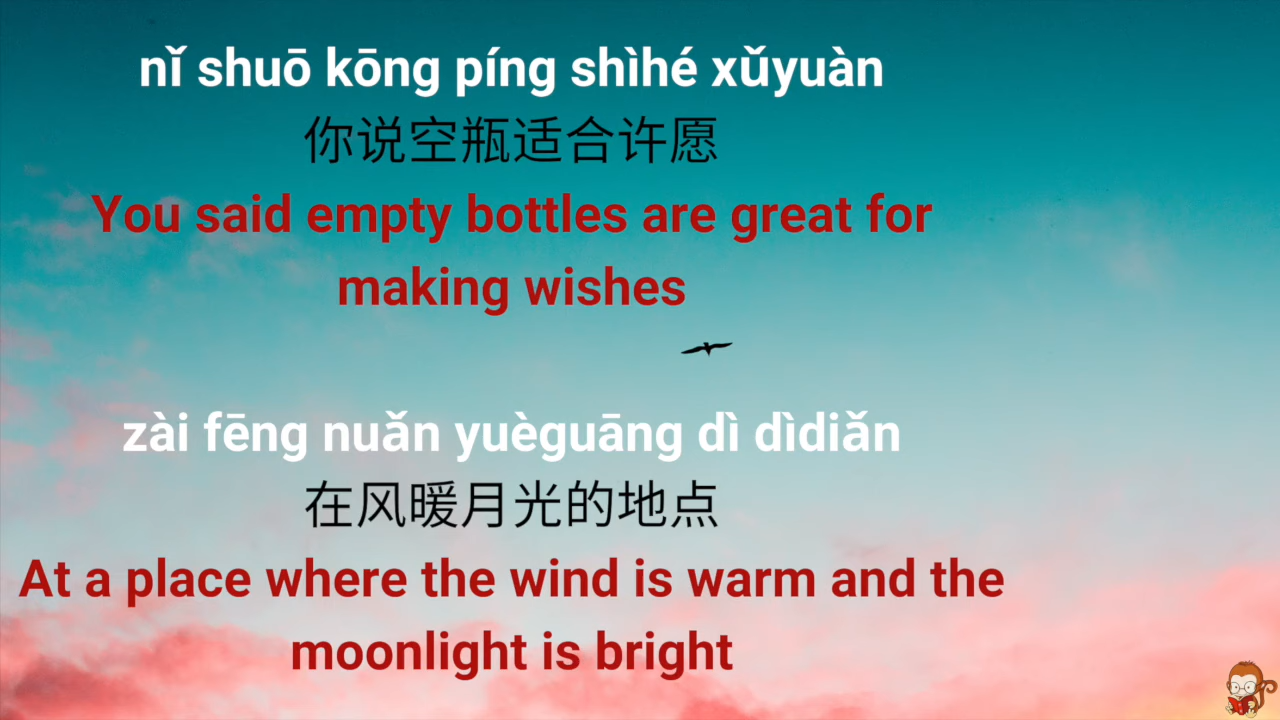 nǐ shuō kōng píng shìhé xǔyuàn
你说空瓶适合许愿
You said empty bottles are great for
making wishes
zài fēng nuǎn yuèguāng dì dìdiǎn
在风暖月光的地点
At a place where the wind is warm and the
moonlight is bright